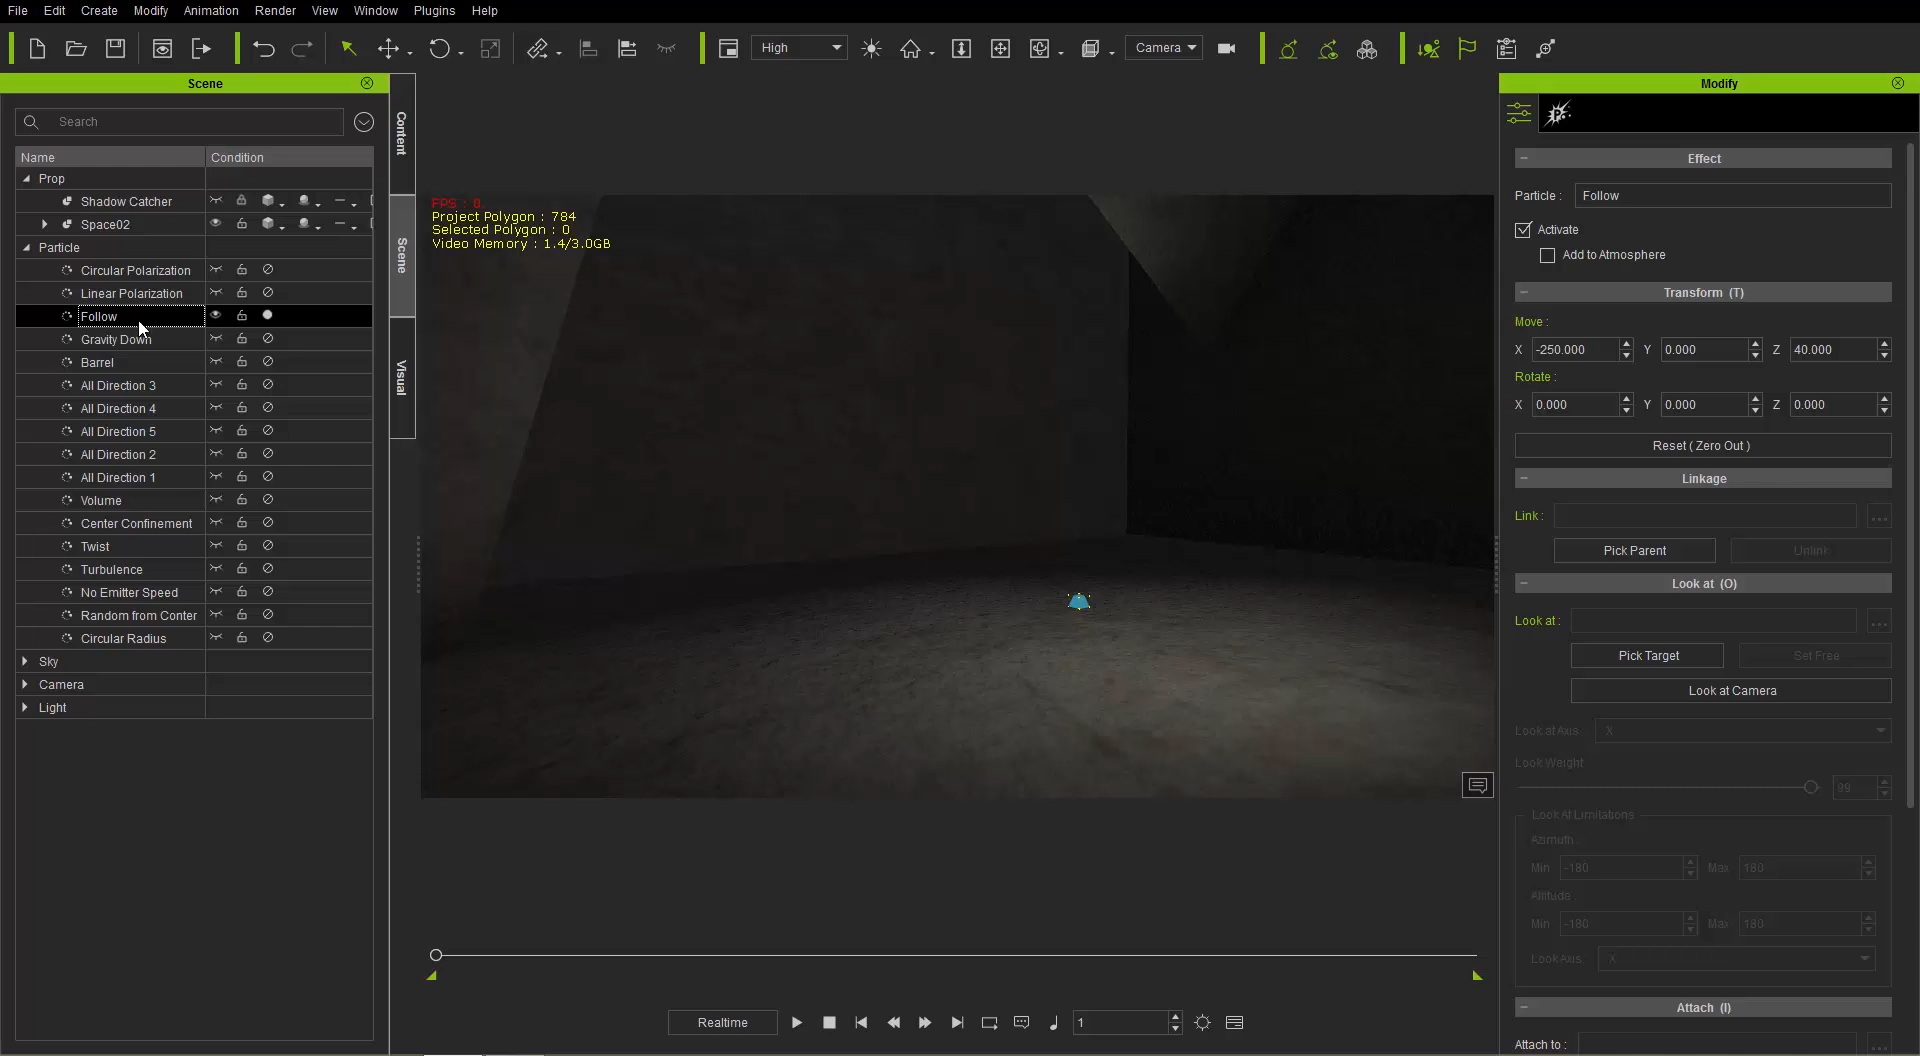 File Edit Create Modify Animation Render View Window Plugins Help
High
Camera
Scene
Search
Name Condition
Prop
Shadow Catcher
Space02
Particle
Circular Polarization
Linear Polarization
Follow
Gravity Down
Barrel
All Direction 3
All Direction 4
All Direction 5
All Direction 2
All Direction 1
Volume
Center Confinement
Twist
Turbulence
No Emitter Speed
Random from Conter
Circular Radius
Sky
Camera
Light
Content
Scene
Visual
FPS : 0
Project Polygon : 784
Selected Polygon : 0
Video Memory : 1.4/3.0GB
Realtime
1
Modify
Effect
Particle : Follow
Activate
Add to Atmosphere
Transform (T)
Move :
X -250.000 Y 0.000 Z 40.000
Rotate :
X 0.000 Y 0.000 Z 0.000
Reset ( Zero Out )
Linkage
Link : ...
Pick Parent Unlink
Look at (O)
Look at : ...
Pick Target Set Free
Look at Camera
Look at Axis X
Look Weight
99
Look At Limitations
Azimuth
Min -180 Max 180
Altitude
Min -180 Max 180
Look Axis X
Attach (I)
Attach to : ...